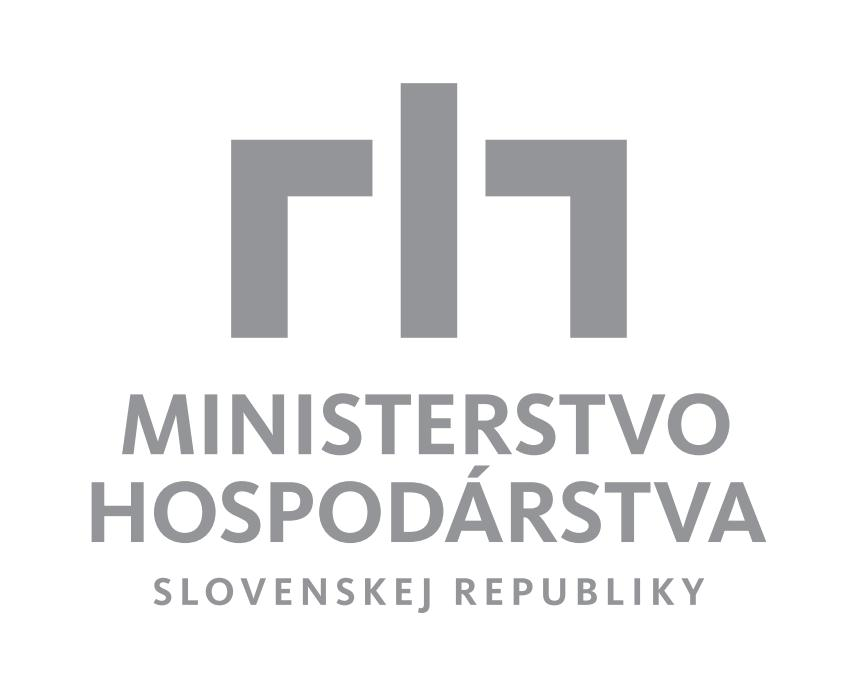 MINISTERSTVO
HOSPODÁRSTVA
SLOVENSKEJ REPUBLIKY